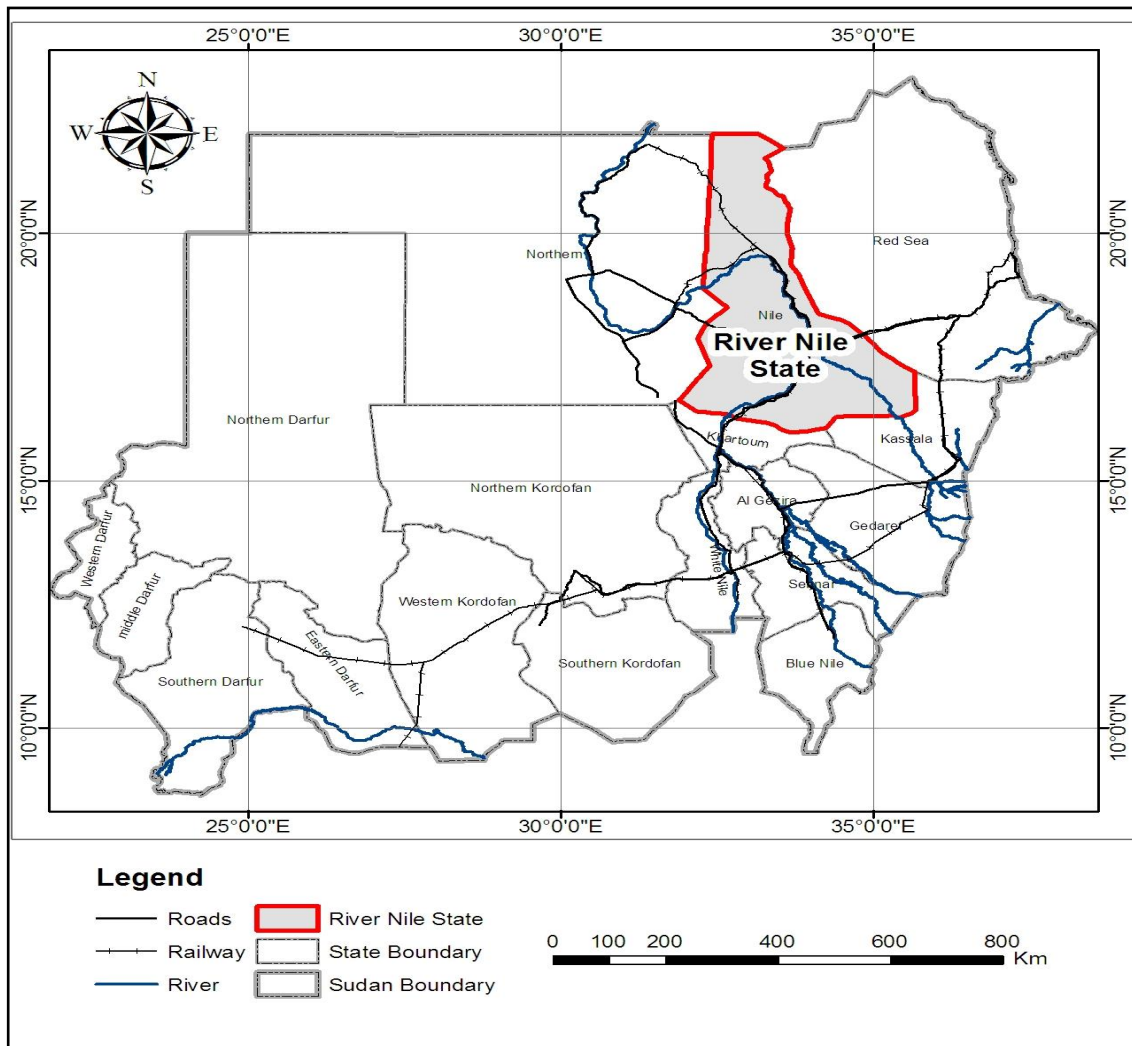 25°0'0"E 30°0'0"E 35°0'0"E
N
W E
S
20°0'0"N 20°0'0"N
Northern
Red Sea
Nile
River Nile
State
Northern Darfur
Khartoum
Kassala
15°0'0"N 15°0'0"N
Northern Kordofan
Al Gezira
Gedaref
Western Darfur
middle Darfur
White Nile
Sennar
Western Kordofan
Eastern Darfur
Southern Kordofan
Blue Nile
Southern Darfur
10°0'0"N 10°0'0"N
25°0'0"E 30°0'0"E 35°0'0"E
Legend
Roads
Railway
River
River Nile State
State Boundary
Sudan Boundary
0 100 200 400 600 800
Km